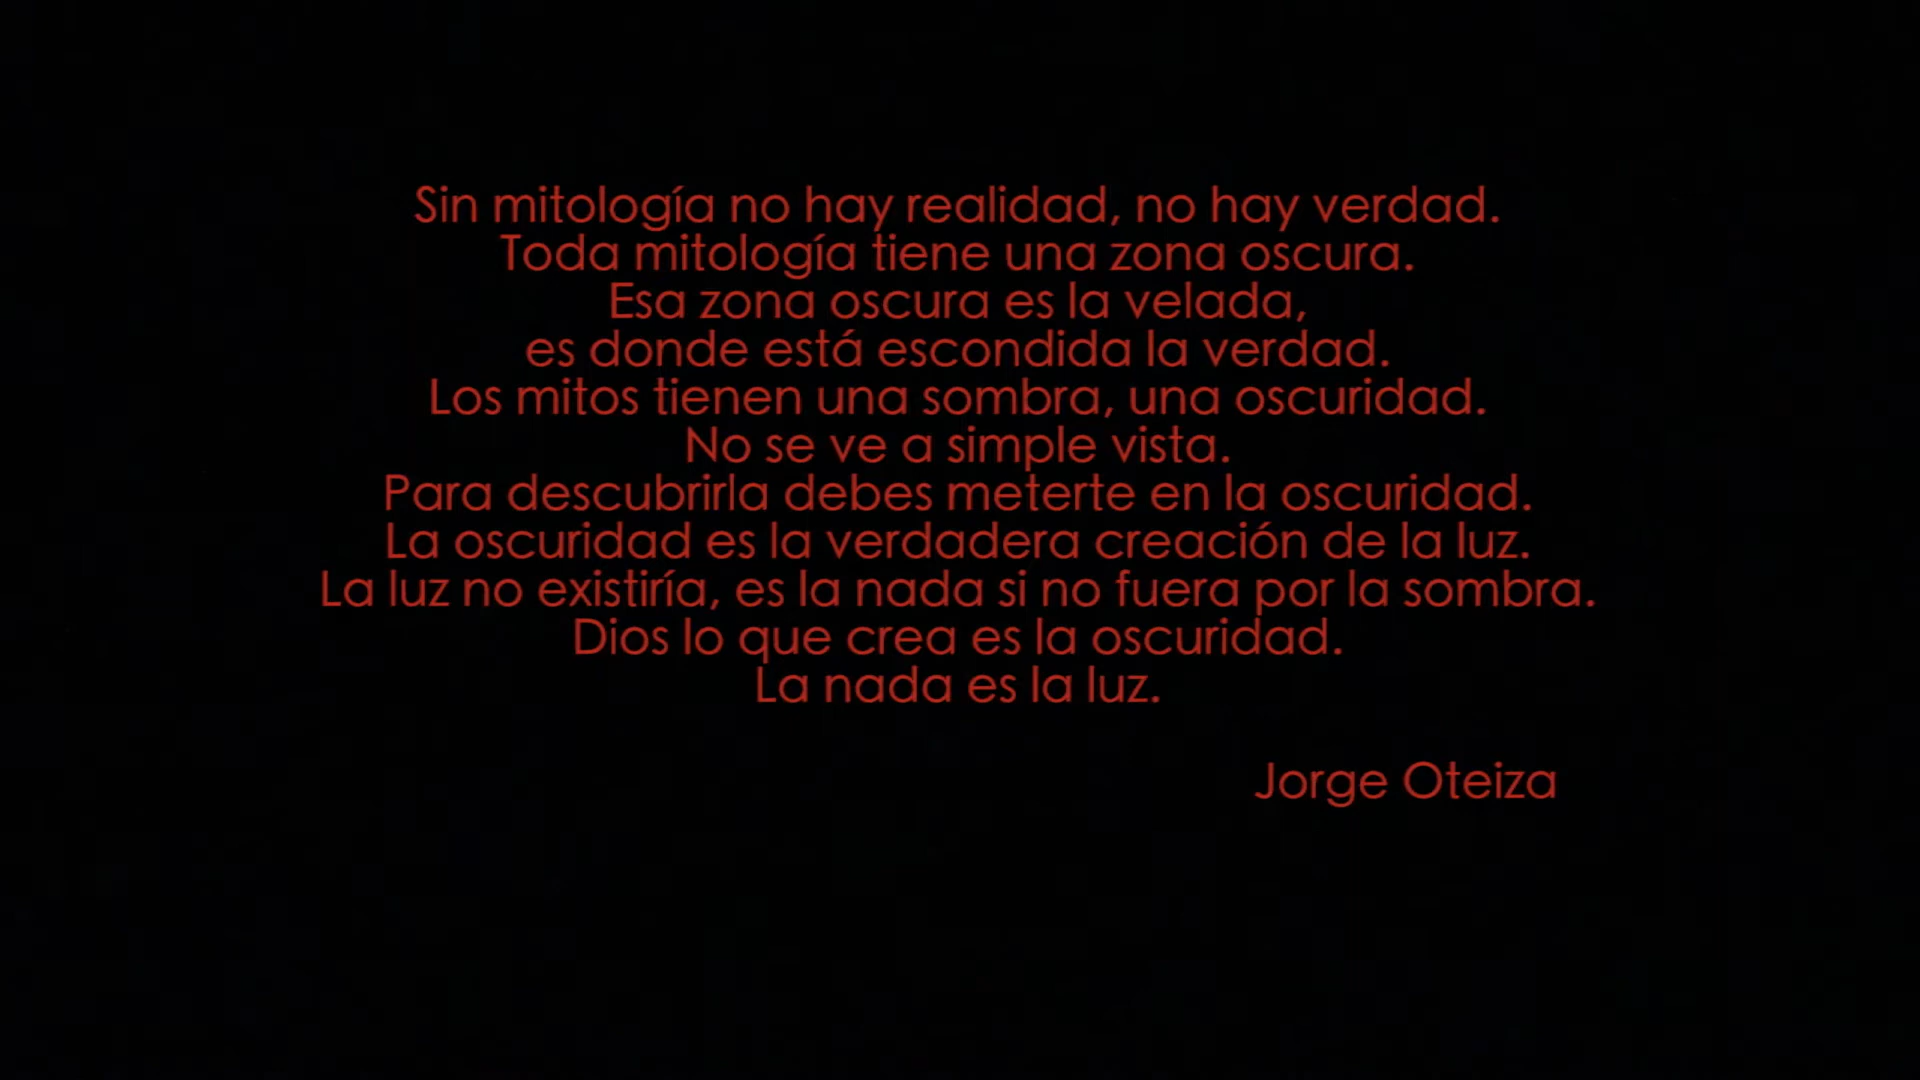 Sin mitología no hay realidad, no hay verdad.
Toda mitología tiene una zona oscura.
Esa zona oscura es la velada,
es donde está escondida la verdad.
Los mitos tienen una sombra, una oscuridad.
No se ve a simple vista.
Para descubrirla debes meterte en la oscuridad.
La oscuridad es la verdadera creación de la luz.
La luz no existiría, es la nada si no fuera por la sombra.
Dios lo que crea es la oscuridad.
La nada es la luz.
Jorge Oteiza